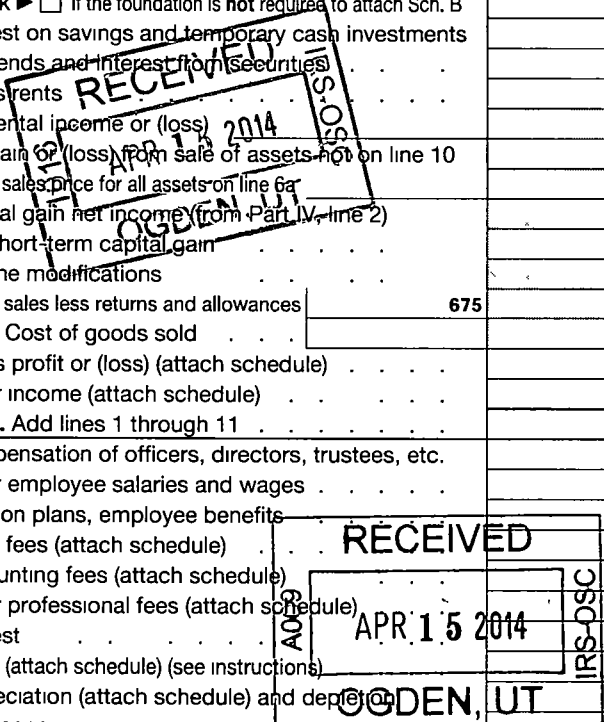 if the foundation is not required to attach Sch. B
est on savings and temporary cash investments
ends and interest from securities
s rents
ental income or (loss)
ain or (loss) from sale of assets not on line 10
sales price for all assets on line 6a
al gain net income (from Part IV, line 2)
hort-term capital gain
ne modifications
sales less returns and allowances 675
Cost of goods sold
s profit or (loss) (attach schedule)
r income (attach schedule)
. Add lines 1 through 11
pensation of officers, directors, trustees, etc.
r employee salaries and wages
on plans, employee benefits
fees (attach schedule)
unting fees (attach schedule)
r professional fees (attach schedule)
est
(attach schedule) (see instructions)
eciation (attach schedule) and depletion
RECEIVED
APR 2014
IRS-OSC
OGDEN, UT
RECEIVED
A009
APR 15 2014
IRS-OSC
OGDEN, UT